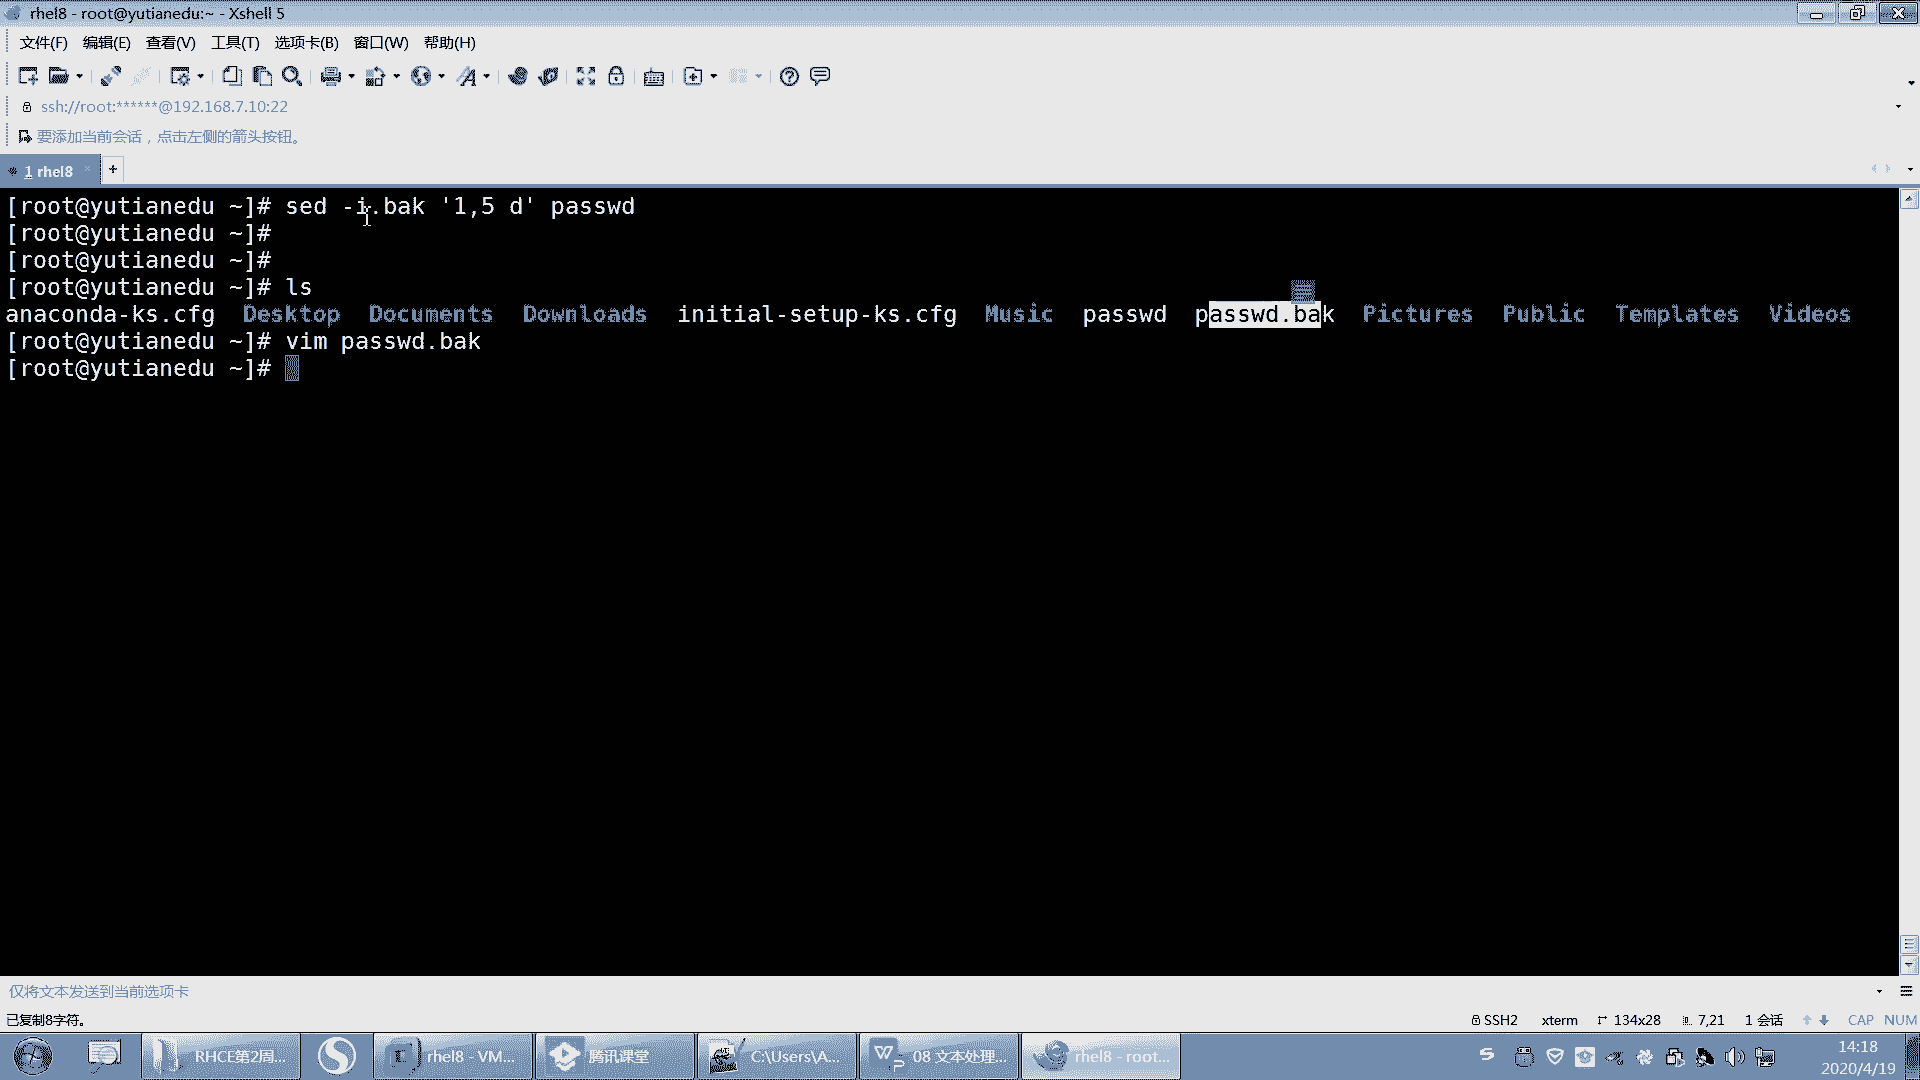 rhel8 - root@yutianedu:~ - Xshell 5
文件(F) 编辑(E) 查看(V) 工具(T) 选项卡(B) 窗口(W) 帮助(H)
ssh://root:******@192.168.7.10:22
要添加当前会话，点击左侧的箭头按钮。
1 rhel8
[root@yutianedu ~]# sed -i.bak '1,5 d' passwd
[root@yutianedu ~]#
[root@yutianedu ~]#
[root@yutianedu ~]# ls
anaconda-ks.cfg Desktop Documents Downloads initial-setup-ks.cfg Music passwd passwd.bak Pictures Public Templates Videos
[root@yutianedu ~]# vim passwd.bak
[root@yutianedu ~]#
仅将文本发送到当前选项卡
已复制8字符。 SSH2 xterm 134x28 7,21 1 会话 CAP NUM
RHCE第2周... rhel8 - VM... 腾讯课堂 C:\Users\A... 08 文本处理... rhel8 - root... 14:18
2020/4/19